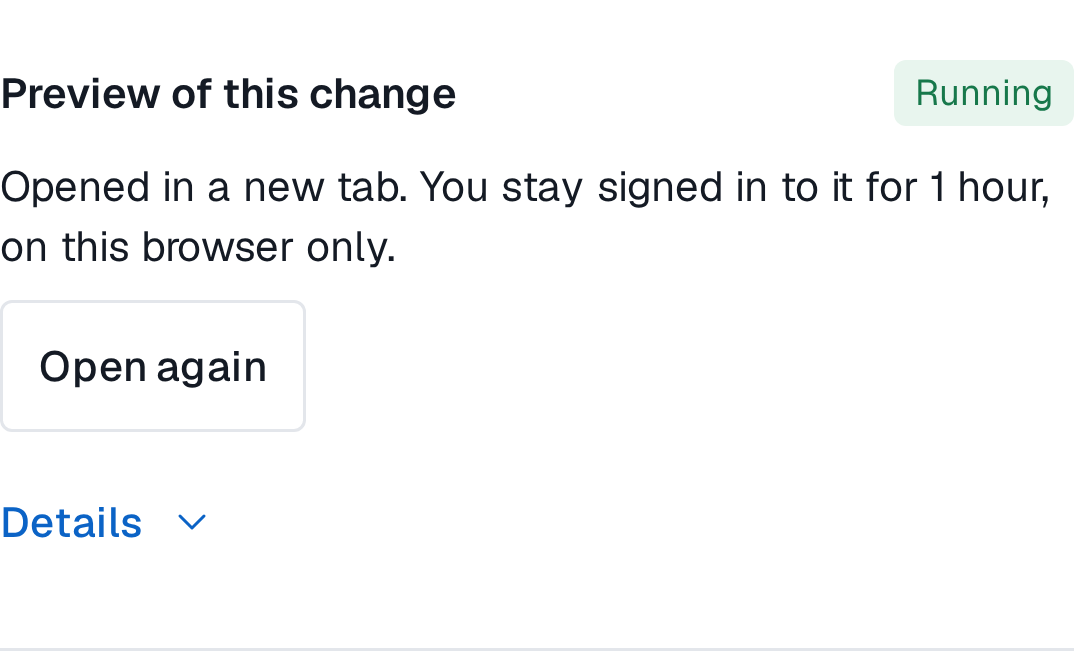 Preview of this change
Running
Opened in a new tab. You stay signed in to it for 1 hour,
on this browser only.
Open again
Details